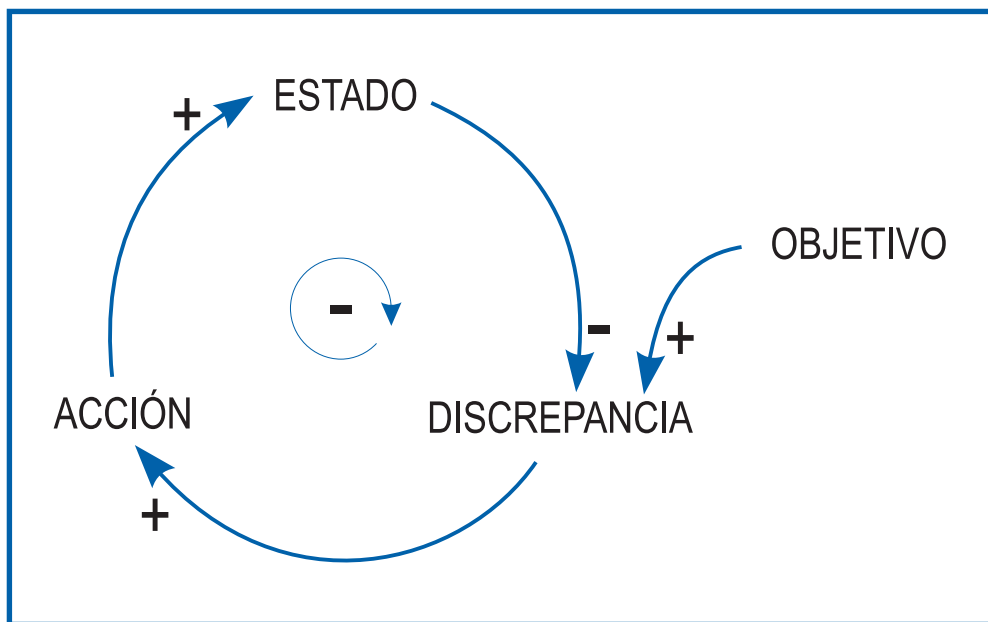 +
ESTADO
OBJETIVO
-
-
+
ACCIÓN
DISCREPANCIA
+